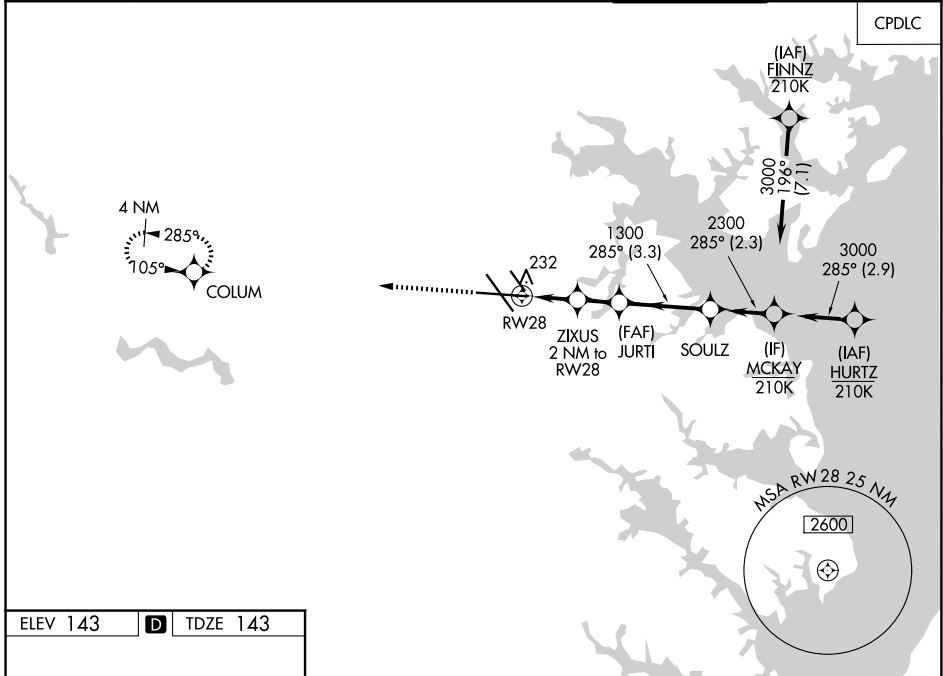 CPDLC
(IAF)
FINNZ
210K
3000
196°
(7.1)
4 NM
285°
105°
COLUM
232
RW28
1300
285° (3.3)
2300
285° (2.3)
3000
285° (2.9)
ZIXUS
2 NM to
RW28
(FAF)
JURTI
SOULZ
(IF)
MCKAY
210K
(IAF)
HURTZ
210K
MSA RW28 25 NM
2600
ELEV 143 D TDZE 143